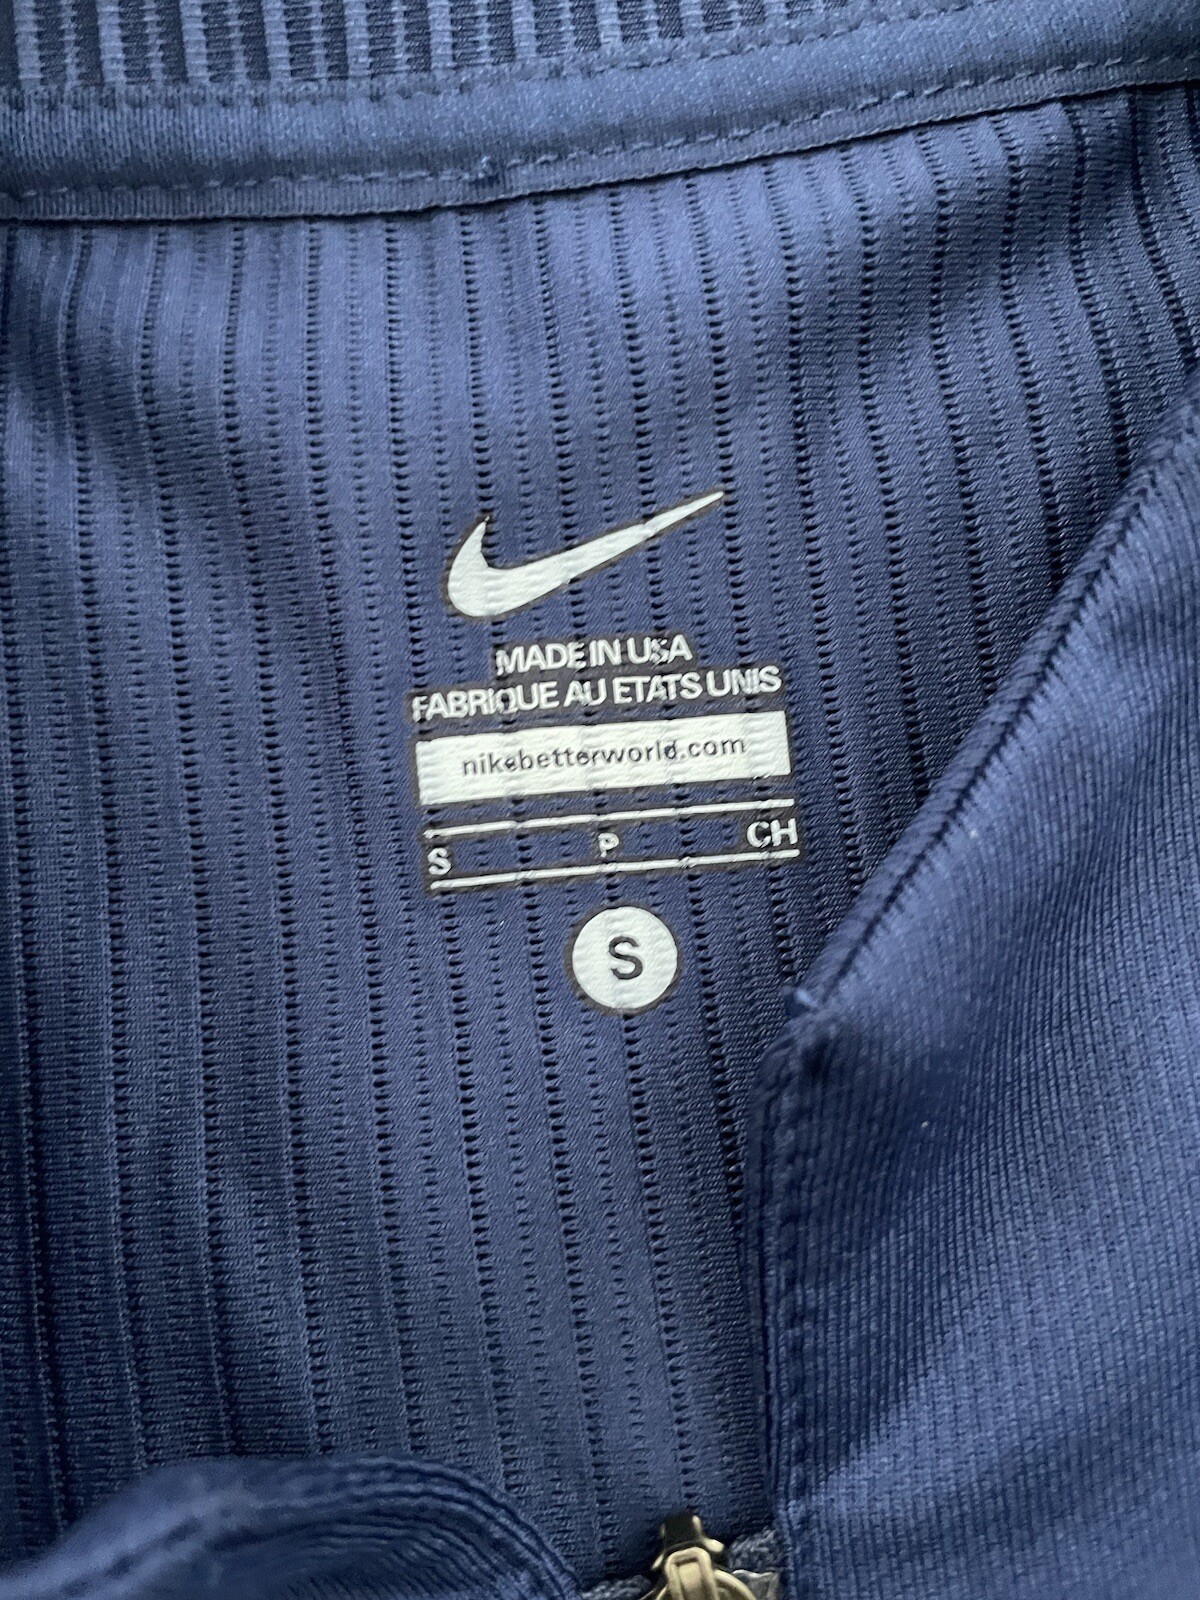 MADE IN USA
FABRIQUE AU ETATS UNIS
nikebetterworld.com
S P CH
S